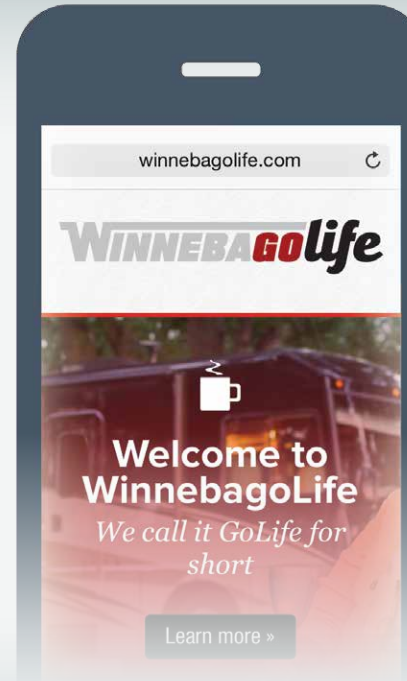 winnebagolife.com
WINNEBAGOlife
Welcome to
WinnebagoLife
We call it GoLife for
short
Learn more »